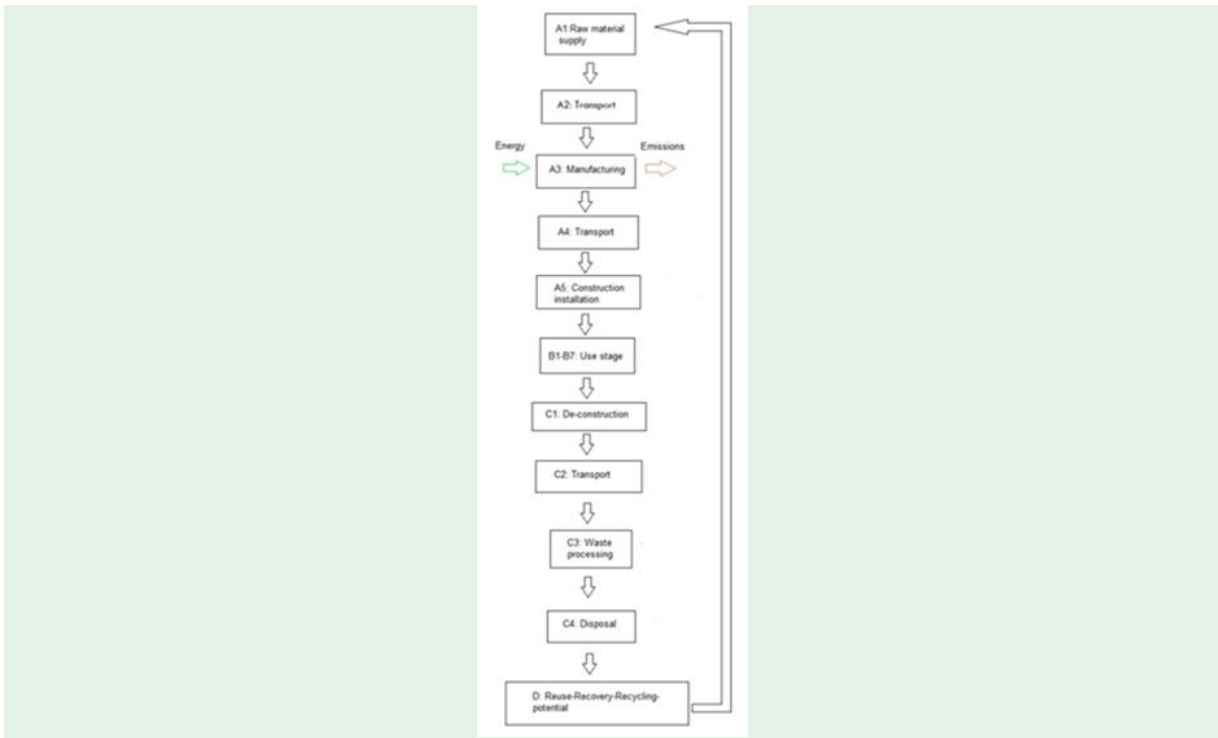 A1:Raw material
supply
A2: Transport
Energy
Emissions
A3: Manufacturing
A4: Transport
A5: Construction
installation
B1-B7: Use stage
C1: De-construction
C2: Transport
C3: Waste
processing
C4: Disposal
D: Reuse-Recovery-Recycling-
potential